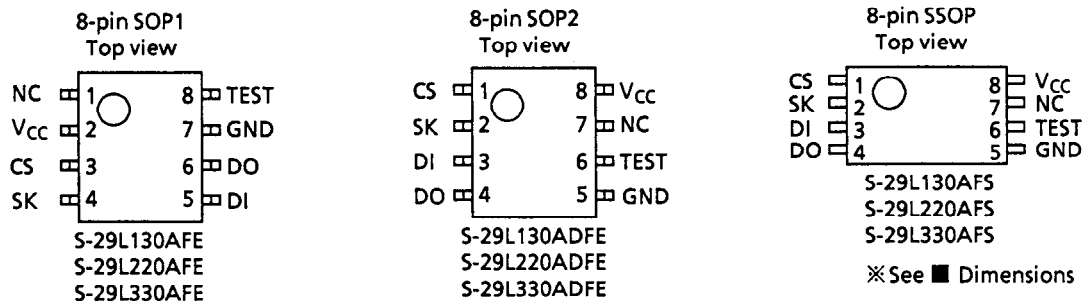 8-pin SOP1
Top view
NC 1 8 TEST
VCC 2 7 GND
CS 3 6 DO
SK 4 5 DI
S-29L130AFE
S-29L220AFE
S-29L330AFE
8-pin SOP2
Top view
CS 1 8 VCC
SK 2 7 NC
DI 3 6 TEST
DO 4 5 GND
S-29L130ADFE
S-29L220ADFE
S-29L330ADFE
8-pin SSOP
Top view
CS 1 8 VCC
SK 2 7 NC
DI 3 6 TEST
DO 4 5 GND
S-29L130AFS
S-29L220AFS
S-29L330AFS
※See ■ Dimensions